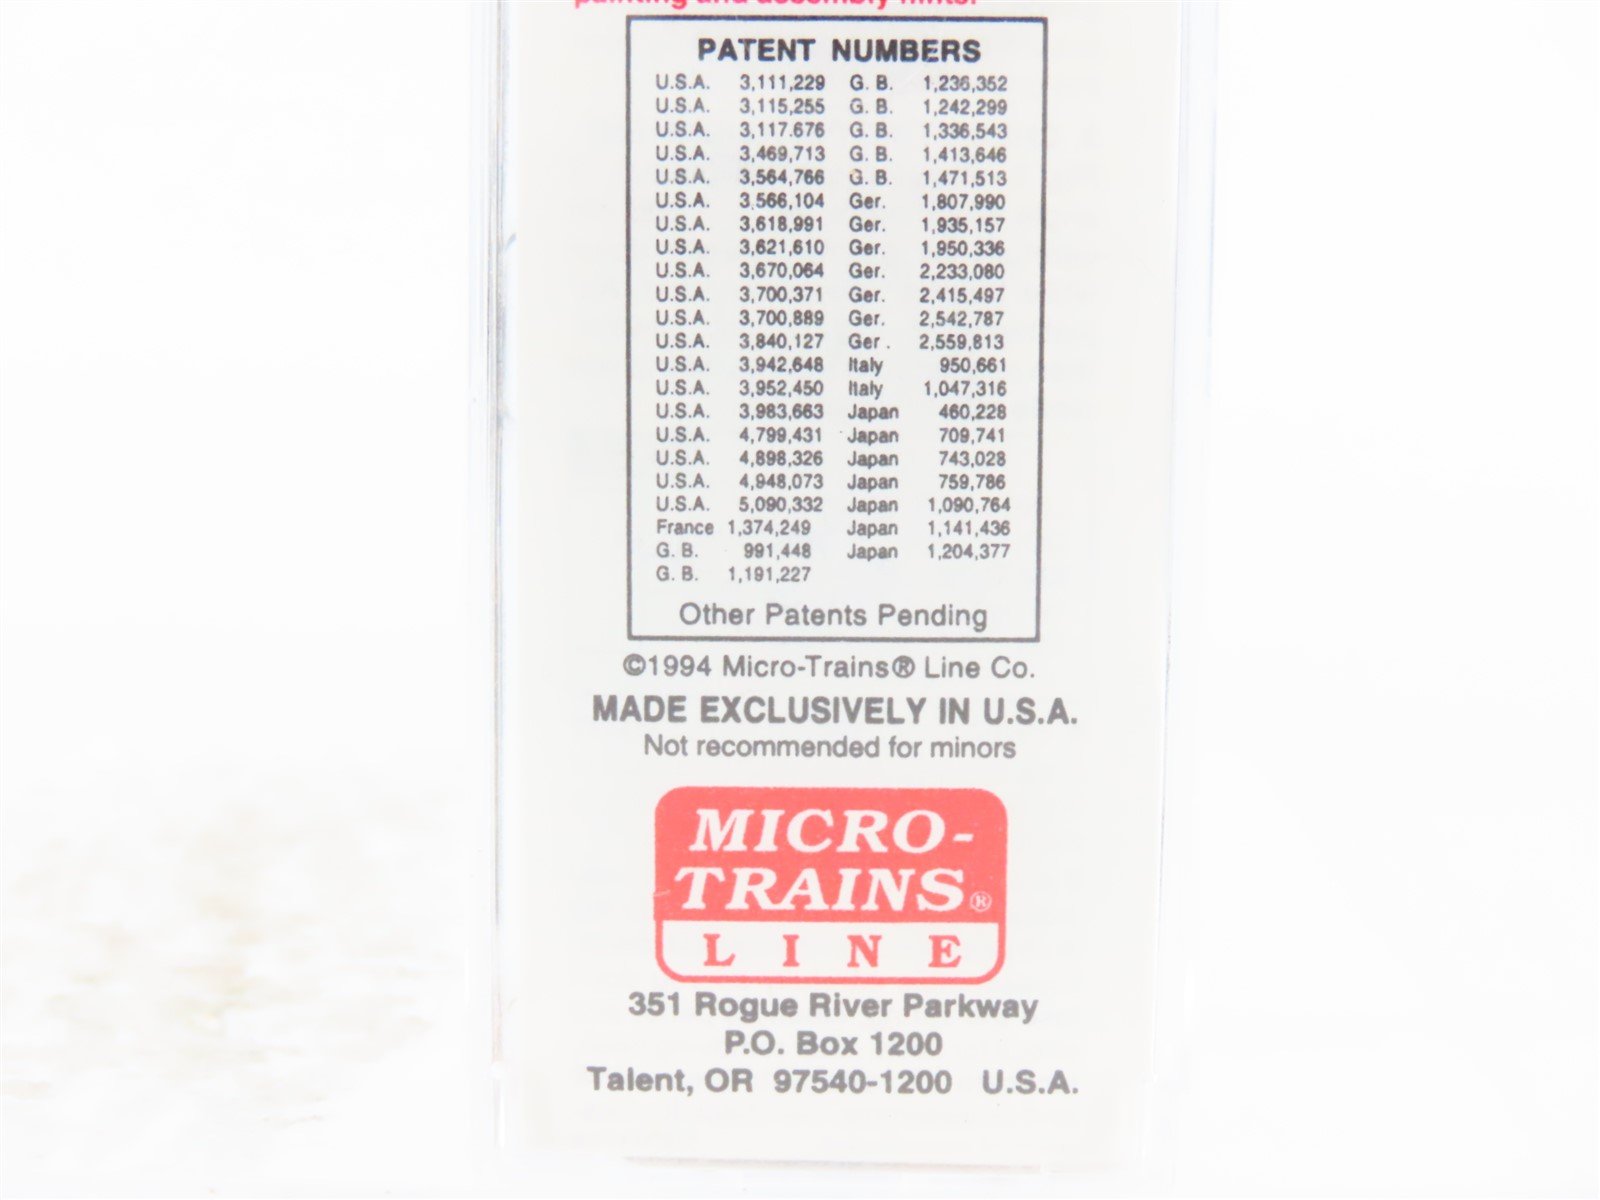 painting and assembly hints.
PATENT NUMBERS
U.S.A. 3,111,229 G. B. 1,236,352
U.S.A. 3,115,255 G. B. 1,242,299
U.S.A. 3,117.676 G. B. 1,336,543
U.S.A. 3,469,713 G. B. 1,413,646
U.S.A. 3,564,766 G. B. 1,471,513
U.S.A. 3,566,104 Ger. 1,807,990
U.S.A. 3,618,991 Ger. 1,935,157
U.S.A. 3,621,610 Ger. 1,950,336
U.S.A. 3,670,064 Ger. 2,233,080
U.S.A. 3,700,371 Ger. 2,415,497
U.S.A. 3,700,889 Ger. 2,542,787
U.S.A. 3,840,127 Ger . 2,559,813
U.S.A. 3,942,648 Italy 950,661
U.S.A. 3,952,450 Italy 1,047,316
U.S.A. 3,983,663 Japan 460,228
U.S.A. 4,799,431 Japan 709,741
U.S.A. 4,898,326 Japan 743,028
U.S.A. 4,948,073 Japan 759,786
U.S.A. 5,090,332 Japan 1,090,764
France 1,374,249 Japan 1,141,436
G. B. 991,448 Japan 1,204,377
G. B. 1,191,227
Other Patents Pending
©1994 Micro-Trains® Line Co.
MADE EXCLUSIVELY IN U.S.A.
Not recommended for minors
MICRO-
TRAINS®
LINE
351 Rogue River Parkway
P.O. Box 1200
Talent, OR 97540-1200 U.S.A.